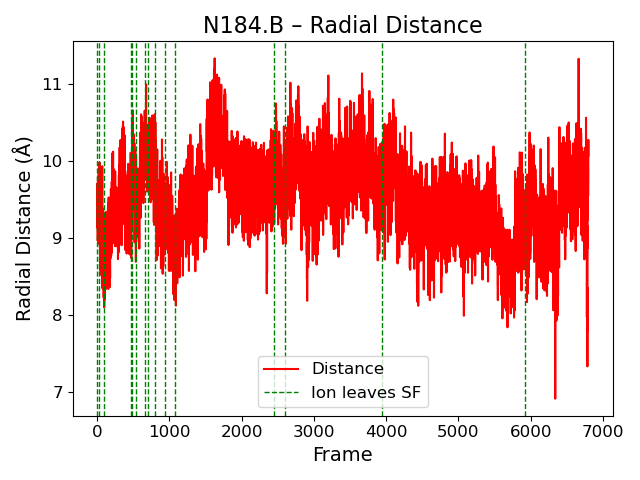 N184.B – Radial Distance
11
10
9
8
7
Radial Distance (Å)
Distance
Ion leaves SF
0 1000 2000 3000 4000 5000 6000 7000
Frame